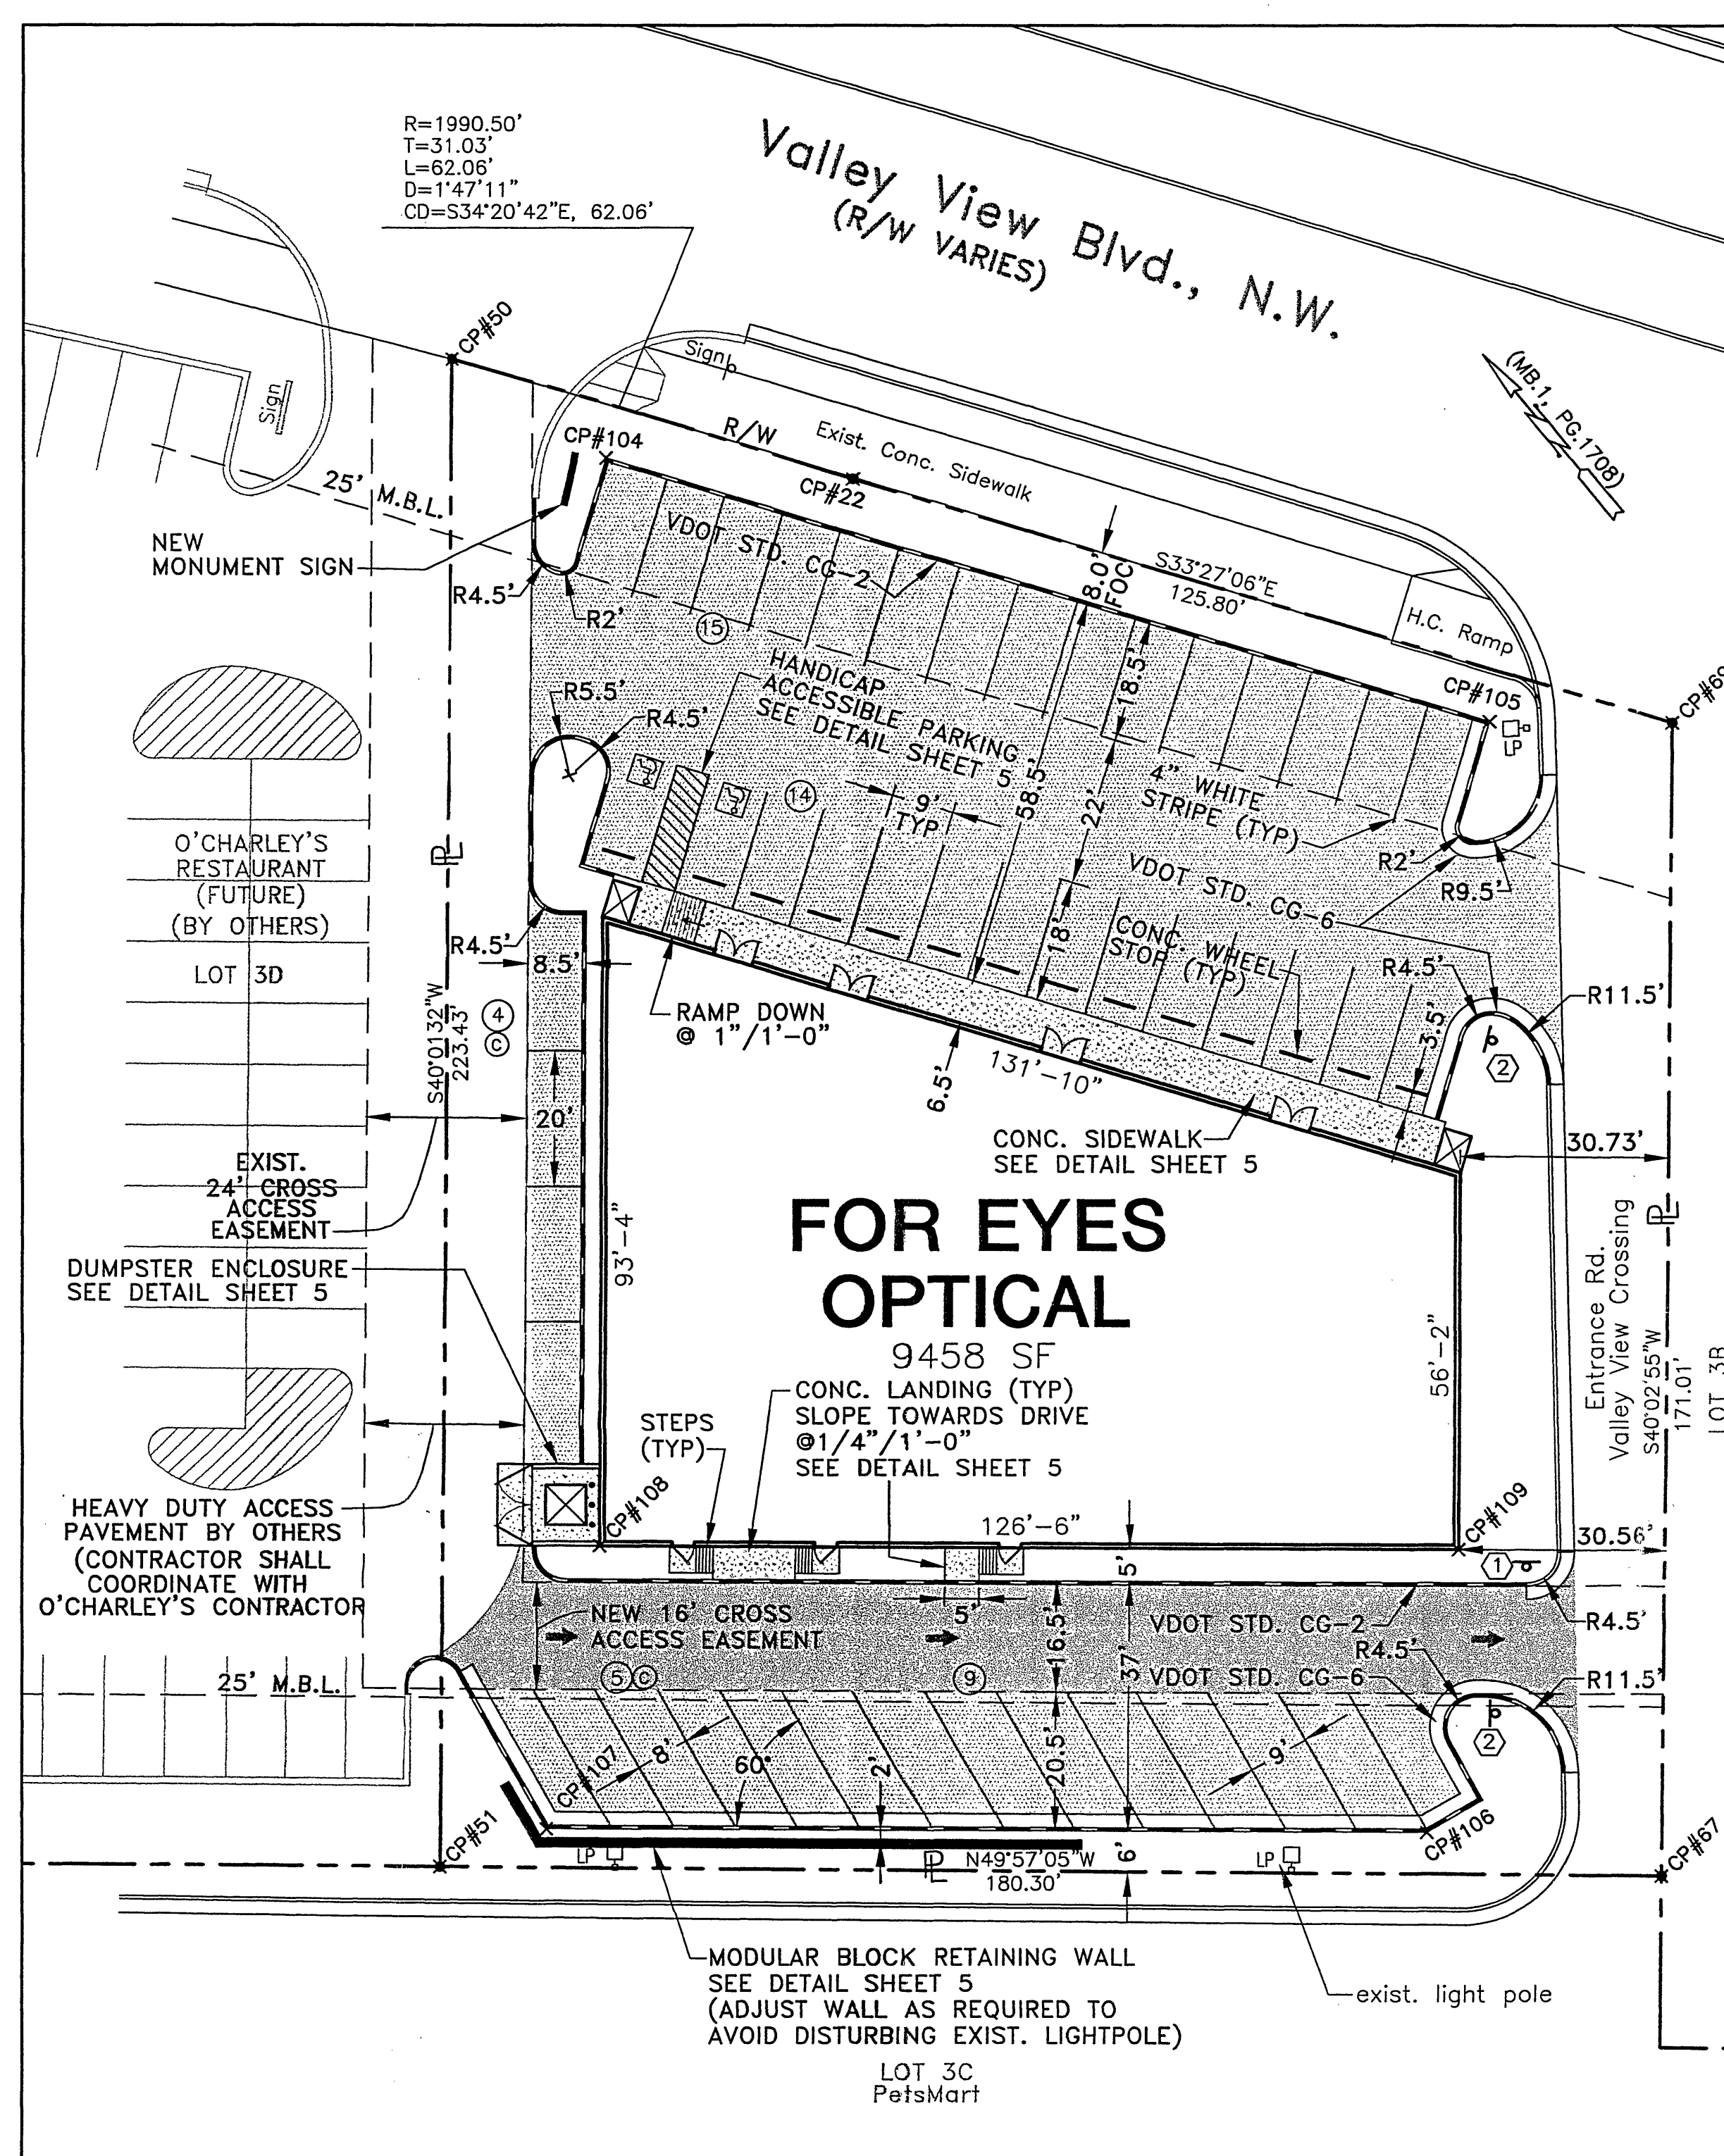 R=1990.50'
T=31.03'
L=62.06'
D=1°47'11"
CD=S34°20'42"E, 62.06'
Valley View Blvd., N.W.
(R/W VARIES)
(MB.1, PG.1708)
CP#50
Sign
Sign
CP#104
R/W
Exist. Conc. Sidewalk
CP#22
25' M.B.L.
NEW
MONUMENT SIGN
VDOT STD. CG-2
8.0'
FOC
S33°27'06"E
125.80'
H.C. Ramp
R4.5'
R2'
15
CP#105
CP#69
LP
HANDICAP
ACCESSIBLE PARKING
SEE DETAIL SHEET 5
18.5'
R5.5'
R4.5'
14
9'
TYP
58.5'
22'
4" WHITE
STRIPE (TYP)
R2'
R9.5'
VDOT STD. CG-6
O'CHARLEY'S
RESTAURANT
(FUTURE)
(BY OTHERS)
LOT 3D
PL
R4.5'
8.5'
18'
CONC. WHEEL
STOP (TYP)
R4.5'
R11.5'
3.5'
2
S40°01'32"W
223.43'
4
C
RAMP DOWN
@ 1"/1'-0"
6.5'
131'-10"
20'
CONC. SIDEWALK
SEE DETAIL SHEET 5
30.73'
EXIST.
24' CROSS
ACCESS
EASEMENT
93'-4"
FOR EYES
OPTICAL
9458 SF
56'-2"
PL
Entrance Rd.
Valley View Crossing
S40°02'55"W
171.01'
LOT 3B
DUMPSTER ENCLOSURE
SEE DETAIL SHEET 5
STEPS
(TYP)
CONC. LANDING (TYP)
SLOPE TOWARDS DRIVE
@1/4"/1'-0"
SEE DETAIL SHEET 5
HEAVY DUTY ACCESS
PAVEMENT BY OTHERS
(CONTRACTOR SHALL
COORDINATE WITH
O'CHARLEY'S CONTRACTOR
CP#108
126'-6"
CP#109
5'
30.56'
1
NEW 16' CROSS
ACCESS EASEMENT
5'
16.5'
VDOT STD. CG-2
R4.5'
R4.5'
25' M.B.L.
5
C
9
37'
VDOT STD. CG-6
R11.5'
CP#107
8'
60°
2'
20.5'
9'
2
CP#51
LP
PL
N49°57'05"W
180.30'
6'
LP
CP#106
CP#67
MODULAR BLOCK RETAINING WALL
SEE DETAIL SHEET 5
(ADJUST WALL AS REQUIRED TO
AVOID DISTURBING EXIST. LIGHTPOLE)
exist. light pole
LOT 3C
PetsMart